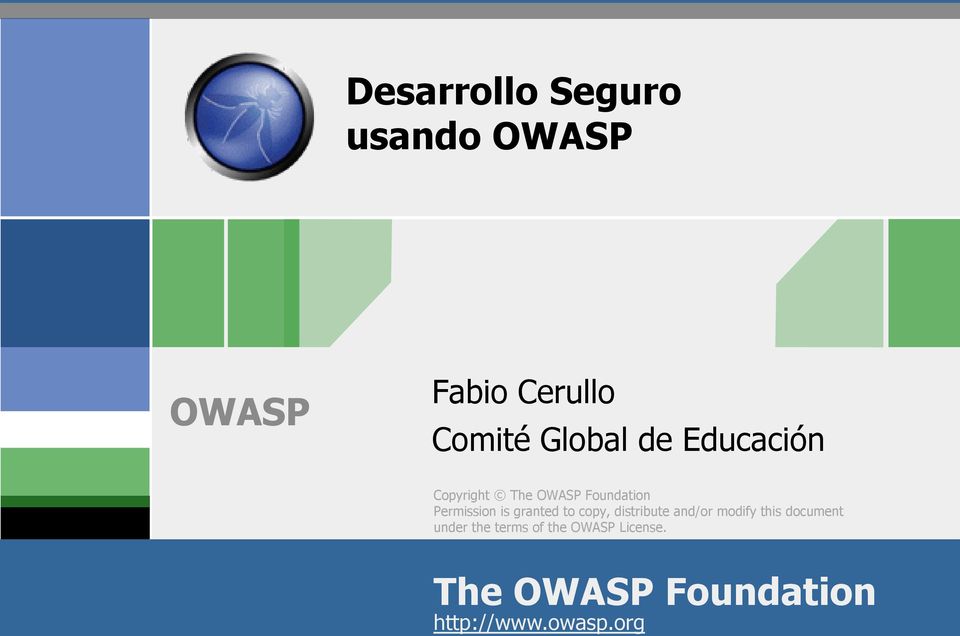 Desarrollo Seguro
usando OWASP
OWASP
Fabio Cerullo
Comité Global de Educación
Copyright © The OWASP Foundation
Permission is granted to copy, distribute and/or modify this document
under the terms of the OWASP License.
The OWASP Foundation
http://www.owasp.org